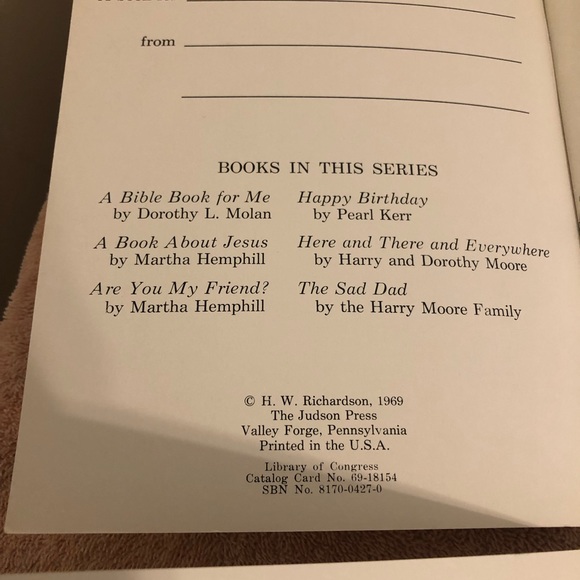 from
BOOKS IN THIS SERIES
A Bible Book for Me
by Dorothy L. Molan
A Book About Jesus
by Martha Hemphill
Are You My Friend?
by Martha Hemphill
Happy Birthday
by Pearl Kerr
Here and There and Everywhere
by Harry and Dorothy Moore
The Sad Dad
by the Harry Moore Family
© H. W. Richardson, 1969
The Judson Press
Valley Forge, Pennsylvania
Printed in the U.S.A.
Library of Congress
Catalog Card No. 69-18154
SBN No. 8170-0427-0